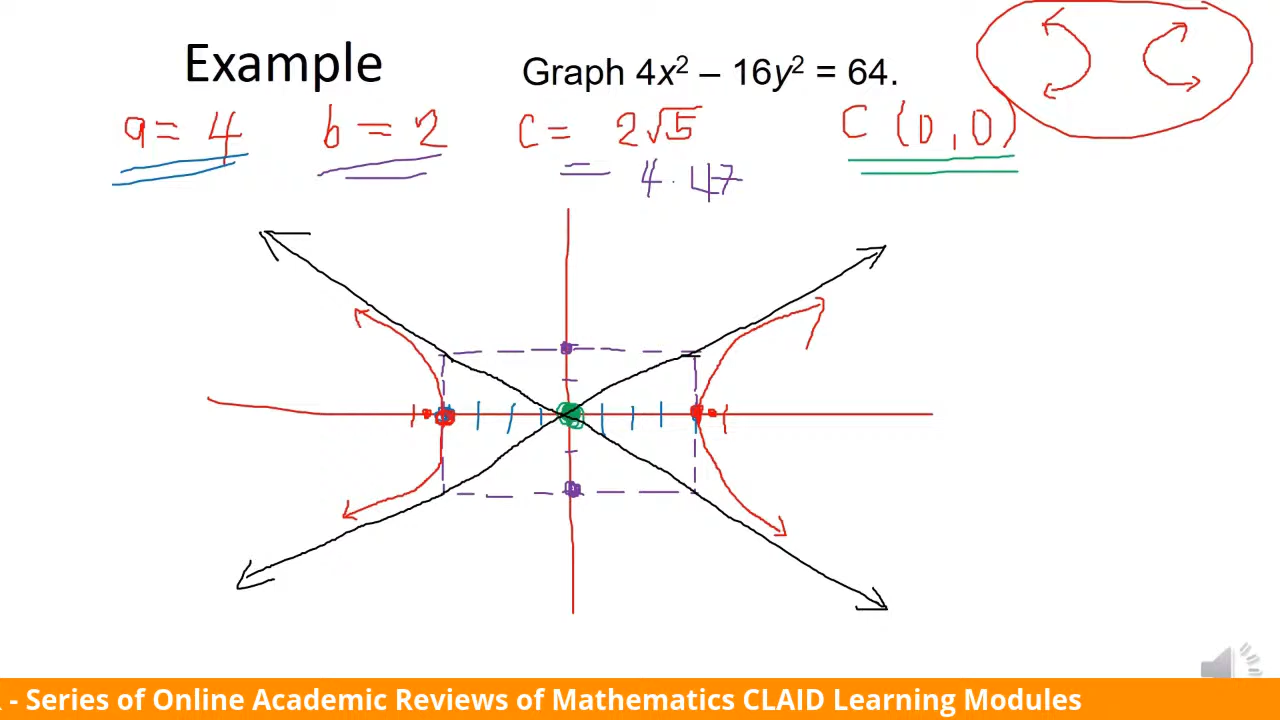 Example
Graph 4x² – 16y² = 64.
a = 4 b = 2 c = 2√5 C (0, 0)
= 4.47
- Series of Online Academic Reviews of Mathematics CLAID Learning Modules